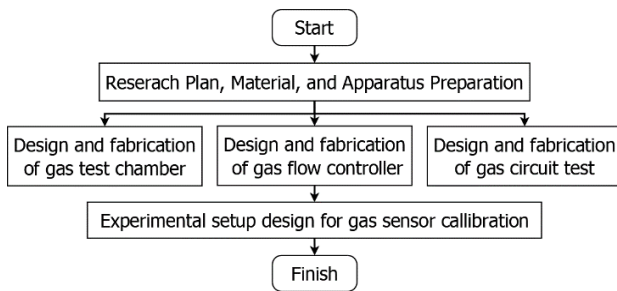 Start
Reserach Plan, Material, and Apparatus Preparation
Design and fabrication
of gas test chamber
Design and fabrication
of gas flow controller
Design and fabrication
of gas circuit test
Experimental setup design for gas sensor callibration
Finish